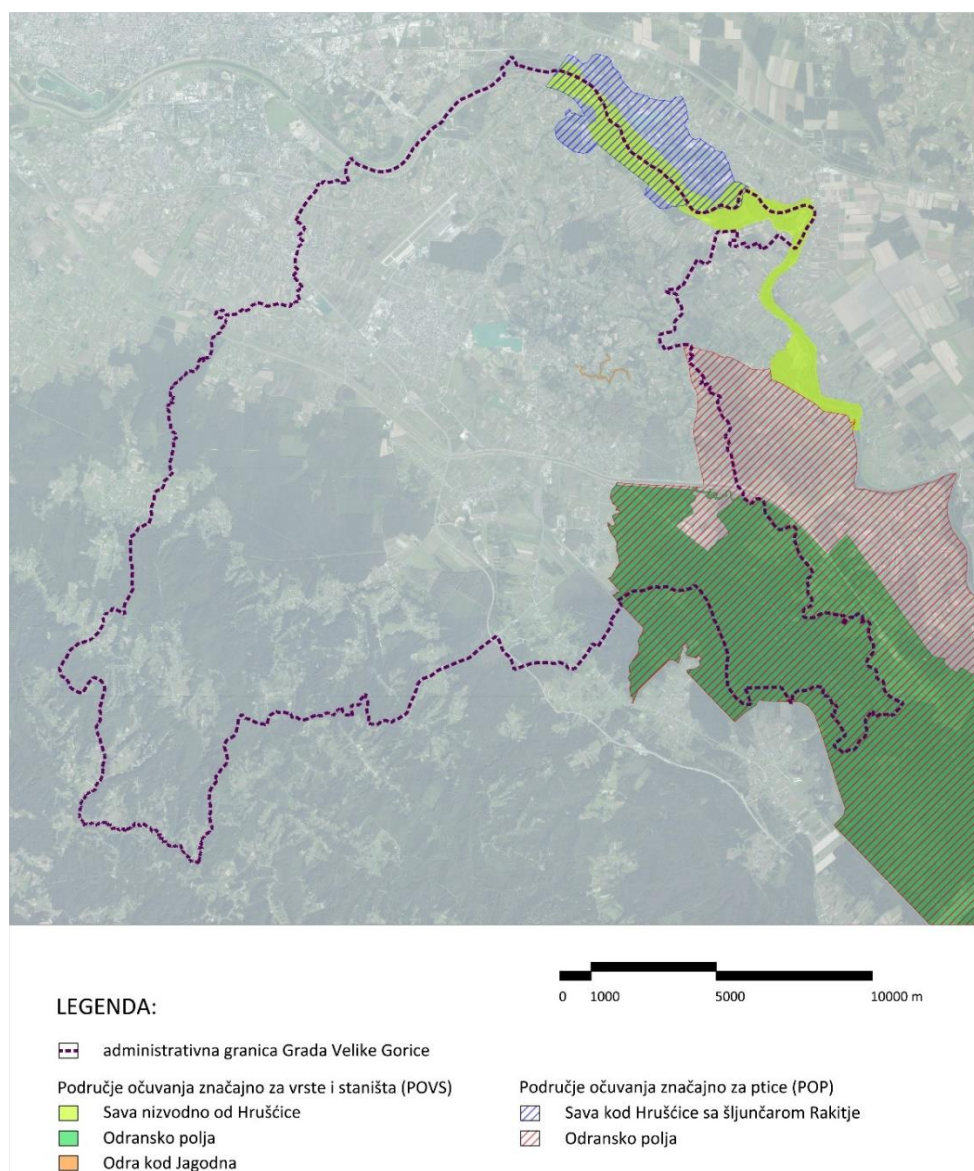 0 1000 5000 10000 m
LEGENDA:
administrativna granica Grada Velike Gorice
Područje očuvanja značajno za vrste i staništa (POVS)
Sava nizvodno od Hrušćice
Odransko polja
Odra kod Jagodna
Područje očuvanja značajno za ptice (POP)
Sava kod Hrušćice sa šljunčarom Rakitje
Odransko polja